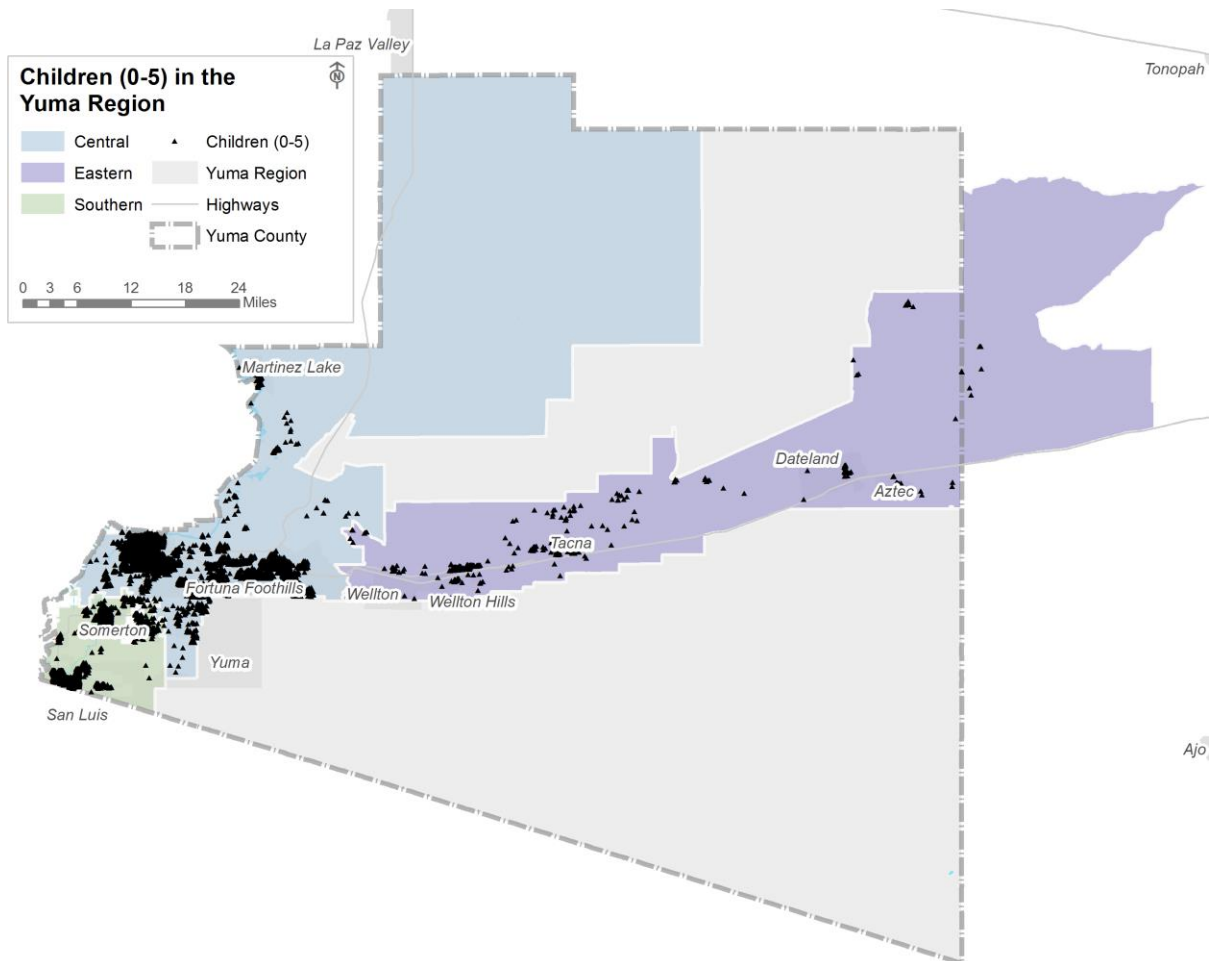 La Paz Valley
Tonopah
Children (0-5) in the
Yuma Region
N
Central
Children (0-5)
Eastern
Yuma Region
Southern
Highways
Yuma County
0 3 6 12 18 24
Miles
Martinez Lake
Dateland
Aztec
Tacna
Fortuna Foothills
Wellton
Wellton Hills
Somerton
Yuma
San Luis
Ajo